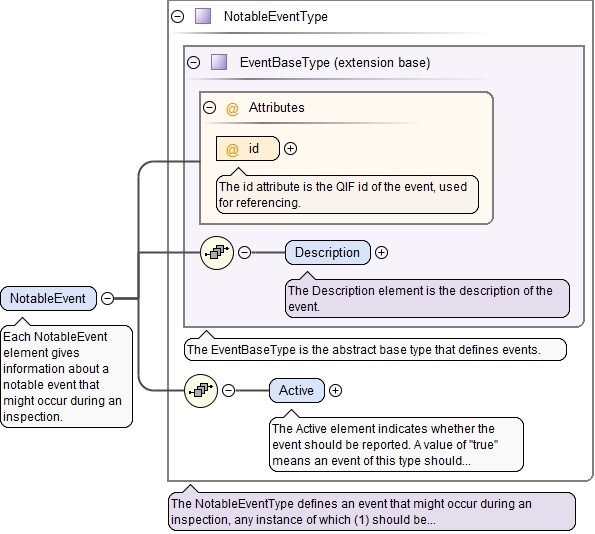 NotableEventType
EventBaseType (extension base)
@ Attributes
@ id
The id attribute is the QIF id of the event, used
for referencing.
Description
The Description element is the description of the
event.
NotableEvent
Each NotableEvent
element gives
information about a
notable event that
might occur during an
inspection.
The EventBaseType is the abstract base type that defines events.
Active
The Active element indicates whether the
event should be reported. A value of "true"
means an event of this type should...
The NotableEventType defines an event that might occur during an
inspection, any instance of which (1) should be...